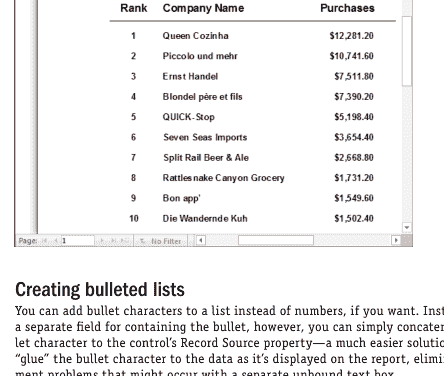 Rank Company Name Purchases
1 Queen Cozinha $12,281.20
2 Piccolo und mehr $10,741.60
3 Ernst Handel $7,511.80
4 Blondel père et fils $7,390.20
5 QUICK-Stop $5,198.40
6 Seven Seas Imports $3,654.40
7 Split Rail Beer & Ale $2,668.80
8 Rattlesnake Canyon Grocery $1,731.20
9 Bon app' $1,549.60
10 Die Wandernde Kuh $1,502.40
Page: 1 No Filter
Creating bulleted lists
You can add bullet characters to a list instead of numbers, if you want. Inst
a separate field for containing the bullet, however, you can simply concaten
let character to the control's Record Source property—a much easier solut
“glue” the bullet character to the data as it's displayed on the report, elimi
ment problems that might occur with a separate unbound text box.